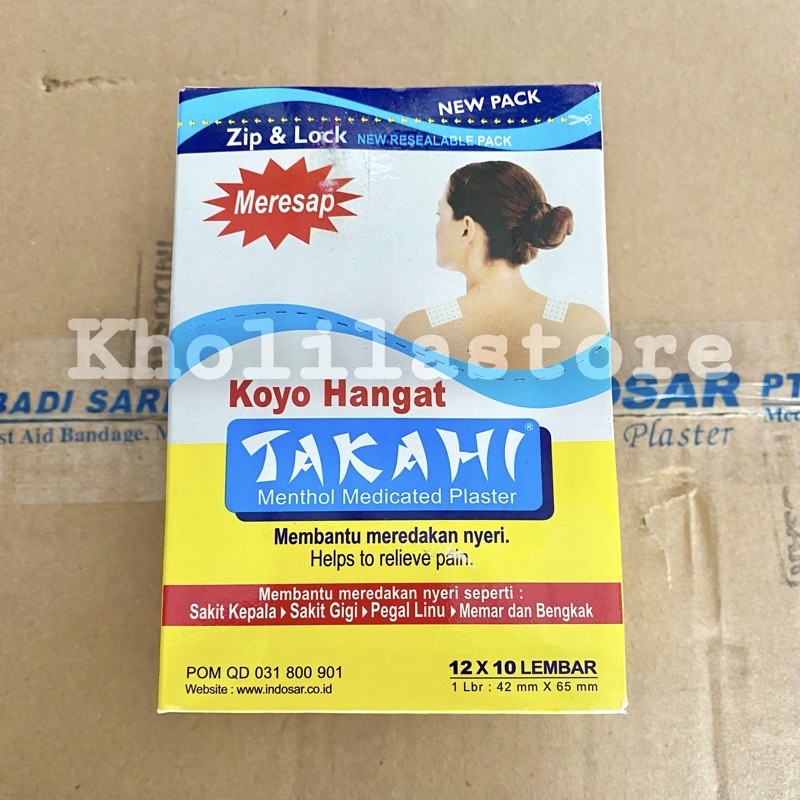 NEW PACK
Zip & Lock NEW RESEALABLE PACK
Meresap
Kholilastore
Koyo Hangat
TAKAHI®
Menthol Medicated Plaster
Membantu meredakan nyeri.
Helps to relieve pain.
Membantu meredakan nyeri seperti :
Sakit Kepala Sakit Gigi Pegal Linu Memar dan Bengkak
POM QD 031 800 901
Website : www.indosar.co.id
12 X 10 LEMBAR
1 Lbr : 42 mm X 65 mm
BADI SARI
Aid Bandage,
OSAR PT
Plaster